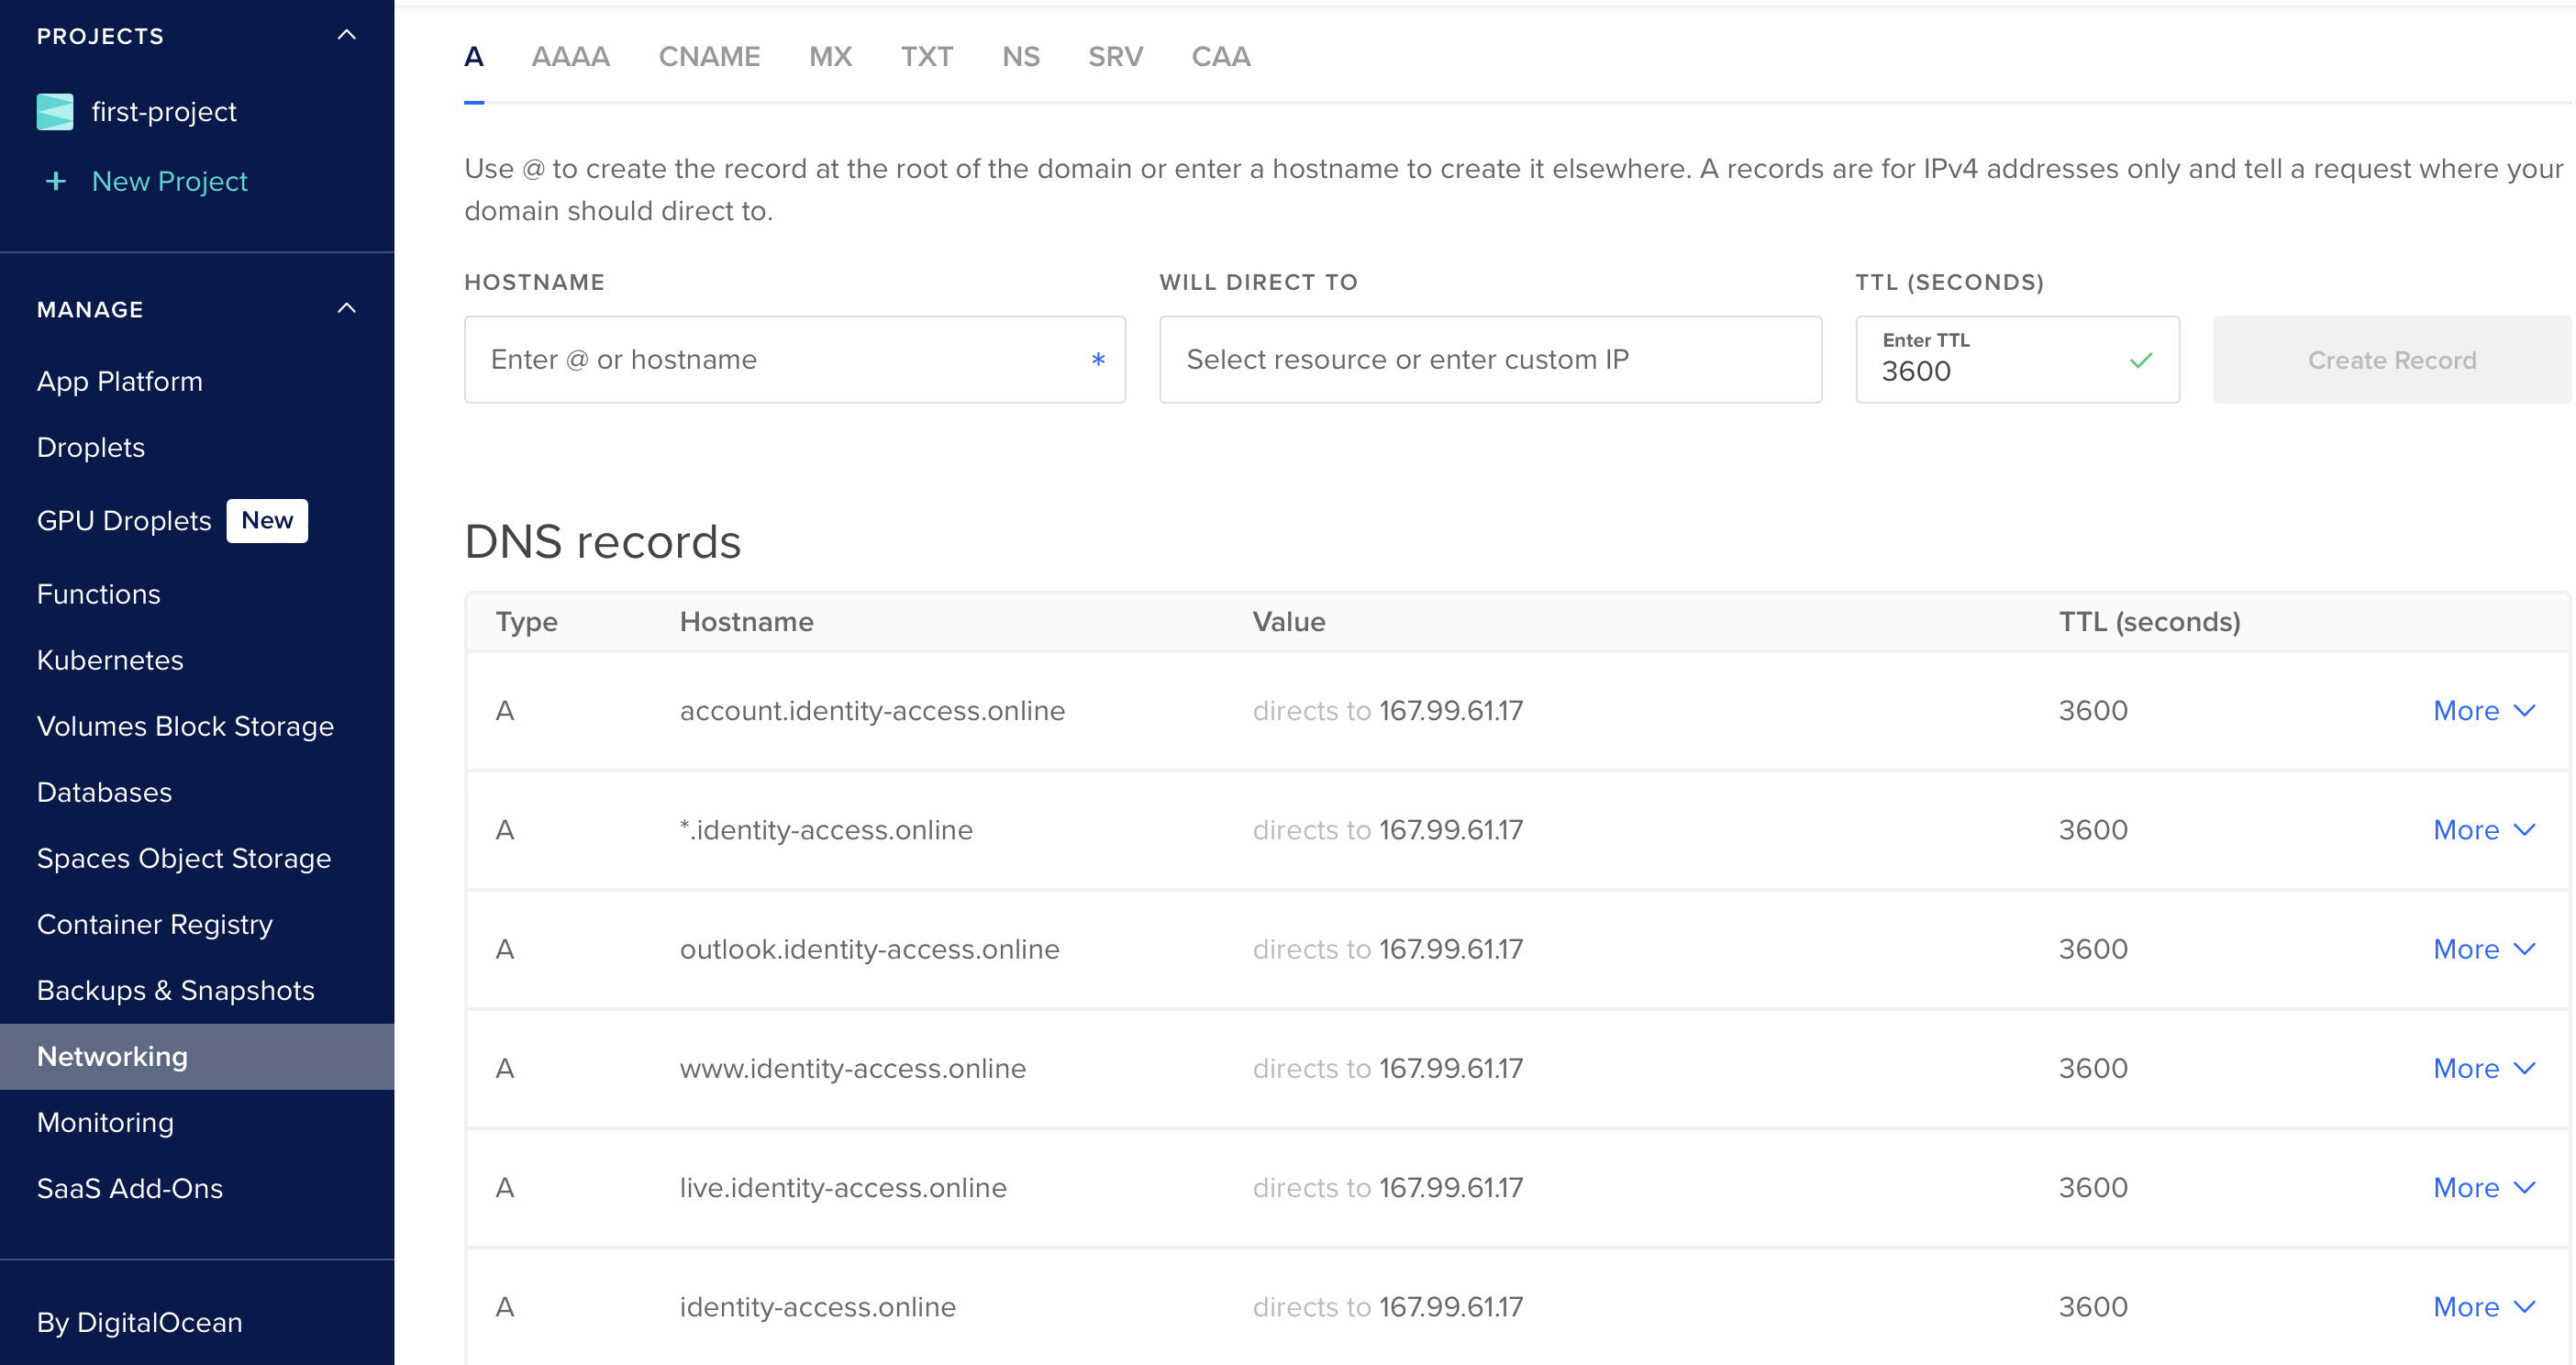 PROJECTS
first-project
+ New Project
MANAGE
App Platform
Droplets
GPU Droplets New
Functions
Kubernetes
Volumes Block Storage
Databases
Spaces Object Storage
Container Registry
Backups & Snapshots
Networking
Monitoring
SaaS Add-Ons
By DigitalOcean
A AAAA CNAME MX TXT NS SRV CAA
Use @ to create the record at the root of the domain or enter a hostname to create it elsewhere. A records are for IPv4 addresses only and tell a request where your
domain should direct to.
HOSTNAME WILL DIRECT TO TTL (SECONDS)
Enter @ or hostname * Select resource or enter custom IP Enter TTL
3600
Create Record
DNS records
Type Hostname Value TTL (seconds)
A account.identity-access.online directs to 167.99.61.17 3600 More
A *.identity-access.online directs to 167.99.61.17 3600 More
A outlook.identity-access.online directs to 167.99.61.17 3600 More
A www.identity-access.online directs to 167.99.61.17 3600 More
A live.identity-access.online directs to 167.99.61.17 3600 More
A identity-access.online directs to 167.99.61.17 3600 More